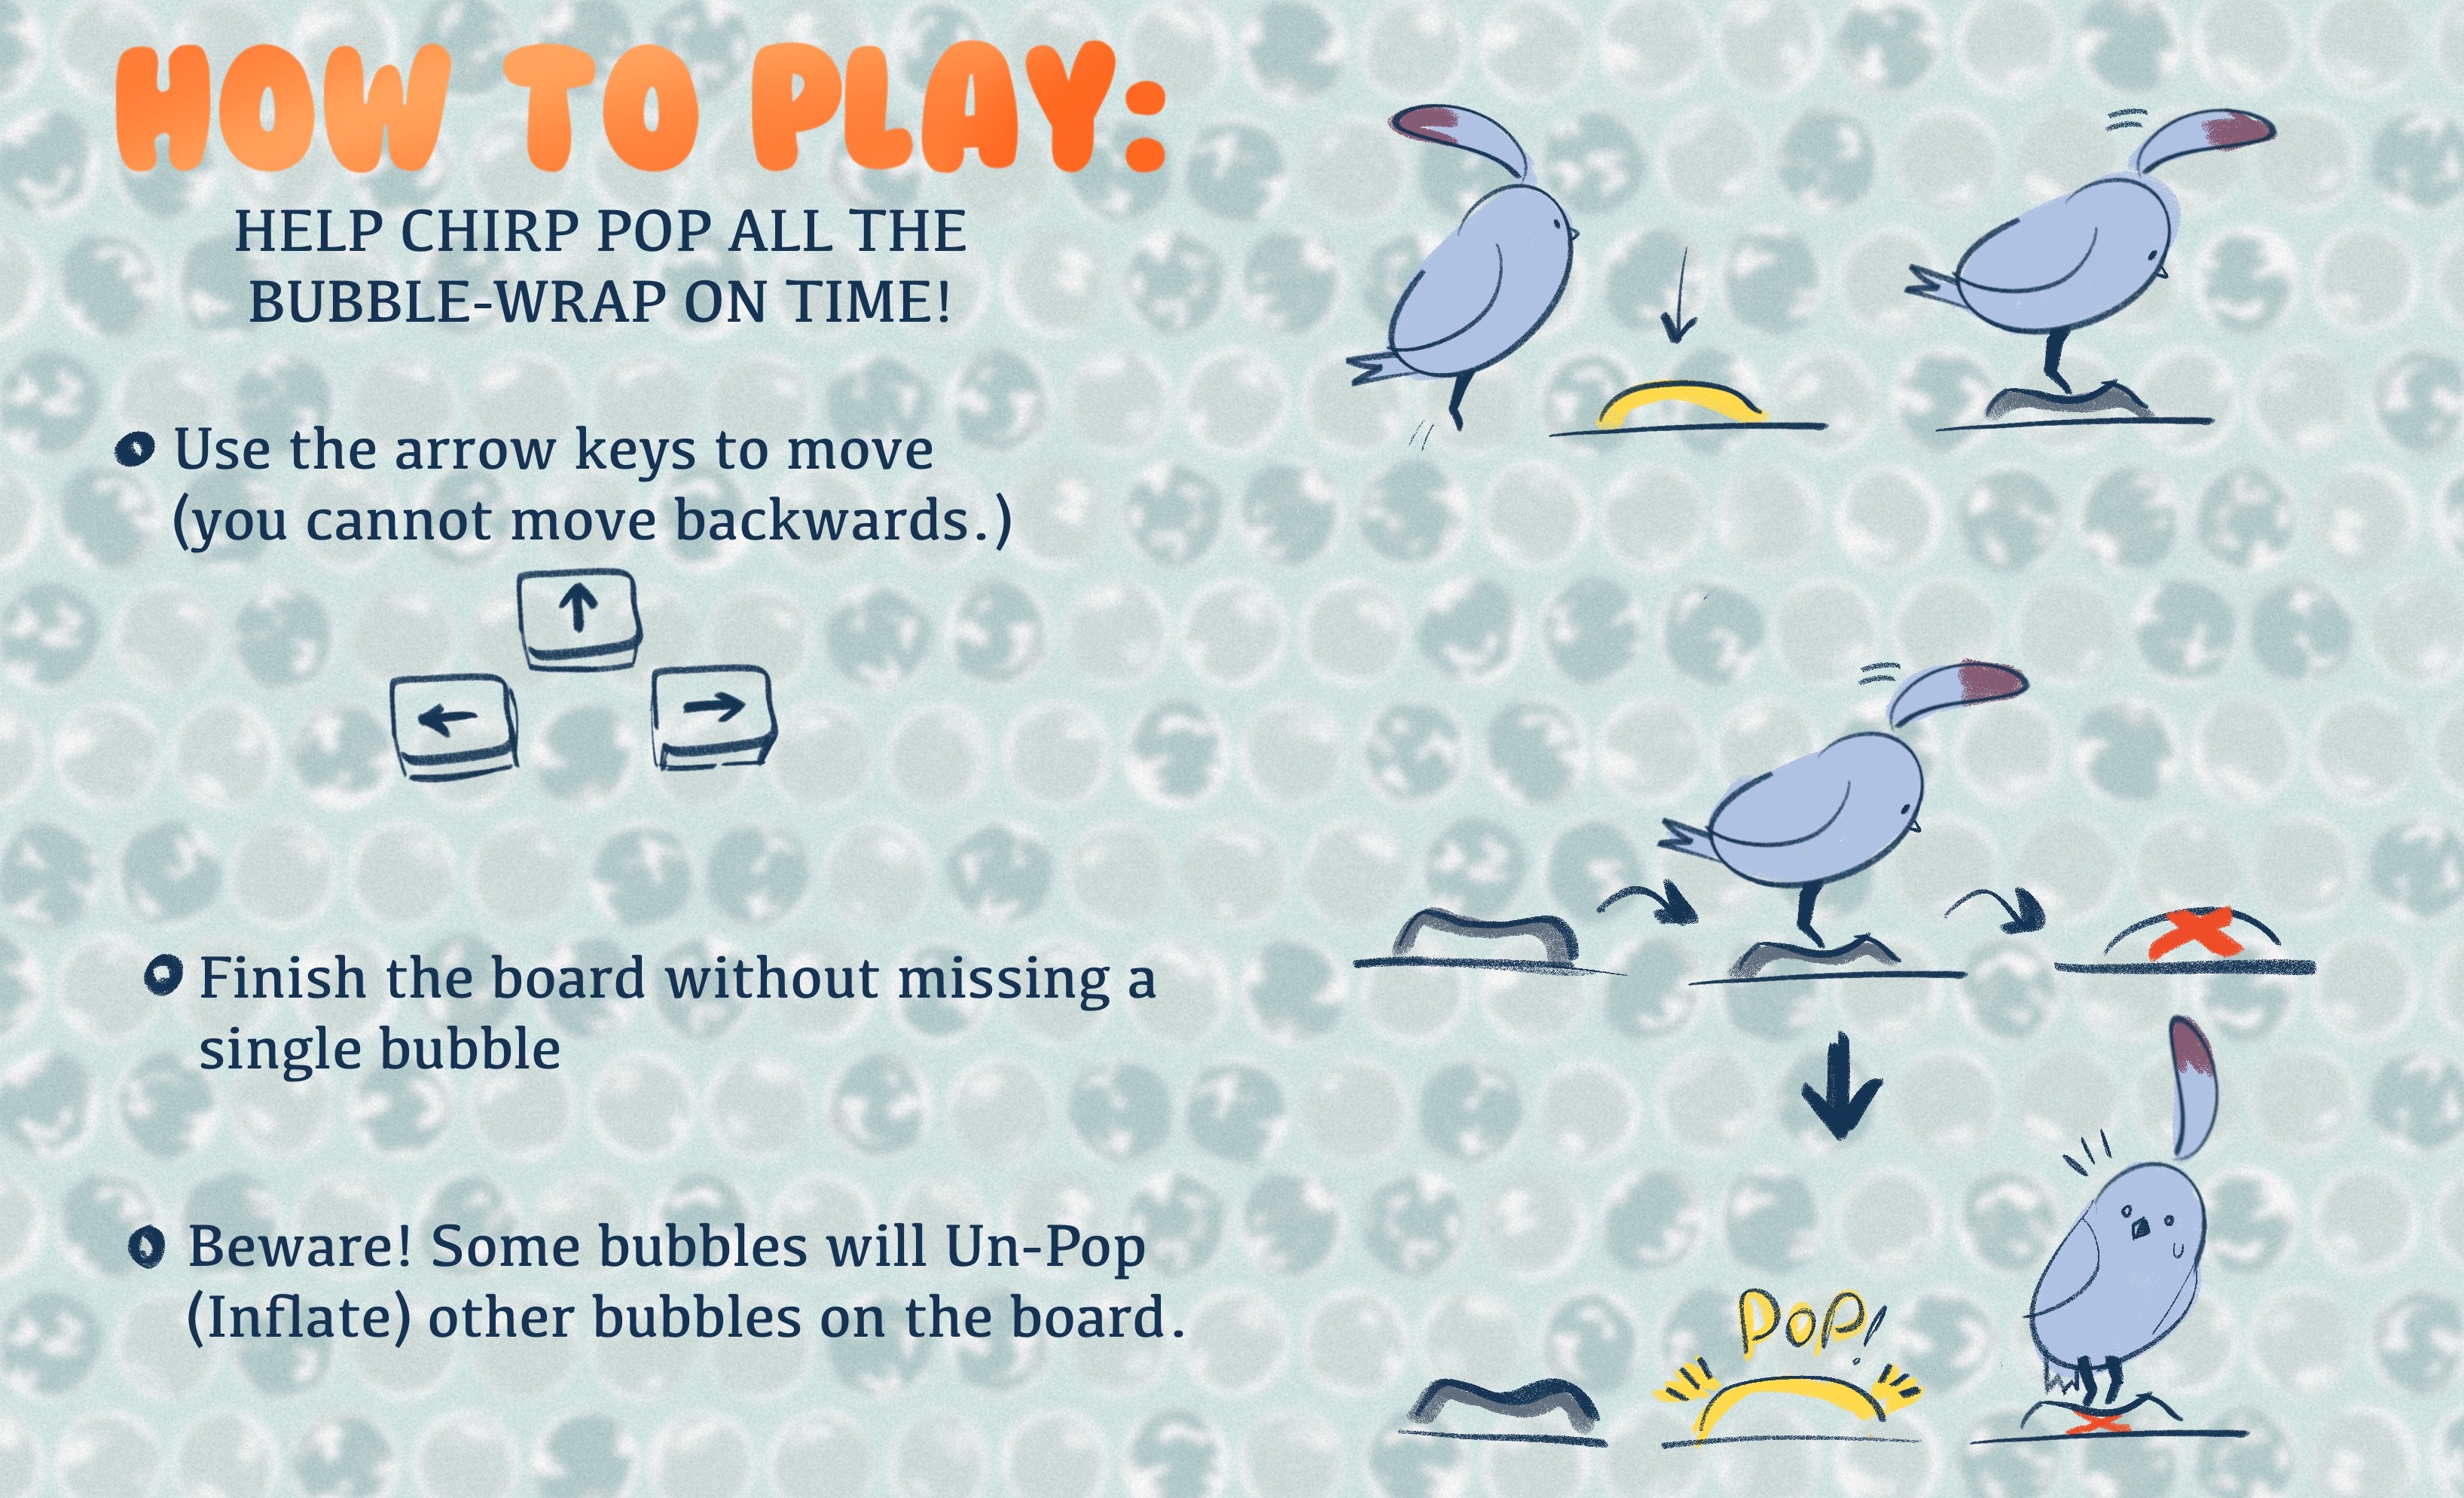 HOW TO PLAY:
HELP CHIRP POP ALL THE
BUBBLE-WRAP ON TIME!
Use the arrow keys to move
(you cannot move backwards.)
Finish the board without missing a
single bubble
Beware! Some bubbles will Un-Pop
(Inflate) other bubbles on the board.
POP!